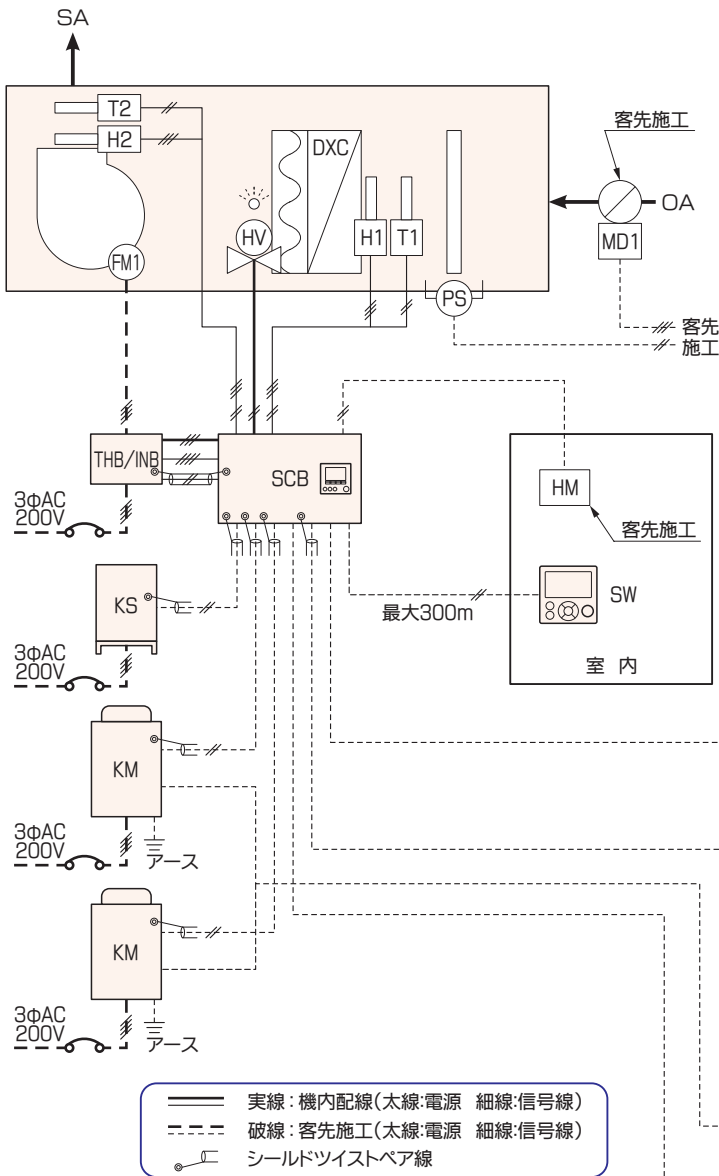 SA
T2
H2
DXC
客先施工
OA
HV
H1
T1
MD1
FM1
PS
客先
施工
THB/INB
SCB
HM
客先施工
3φAC
200V
KS
SW
最大300m
室 内
3φAC
200V
KM
3φAC
200V
アース
KM
3φAC
200V
アース
実線:機内配線(太線:電源 細線:信号線)
破線:客先施工(太線:電源 細線:信号線)
シールドツイストペア線